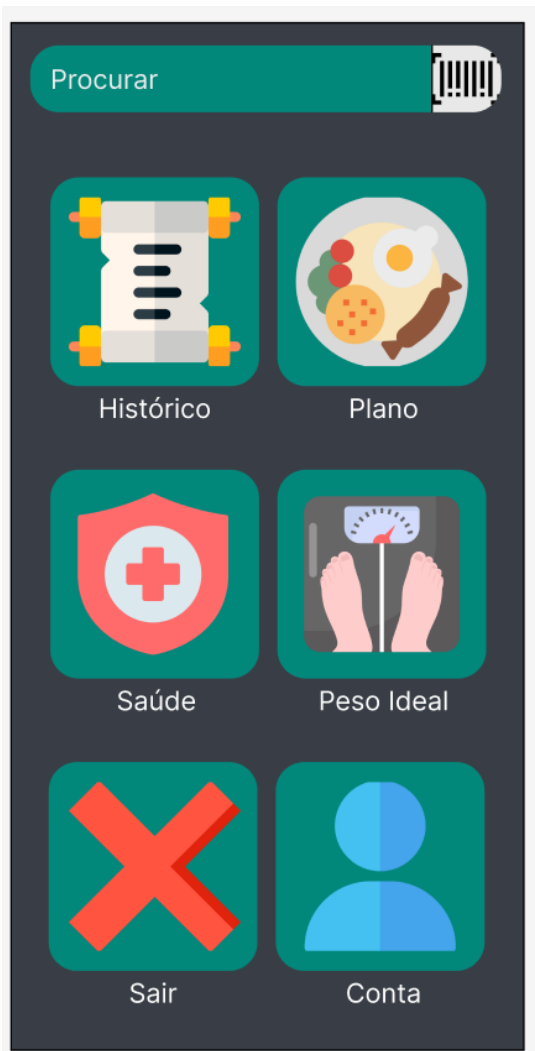 Procurar
Histórico
Plano
Saúde
Peso Ideal
Sair
Conta